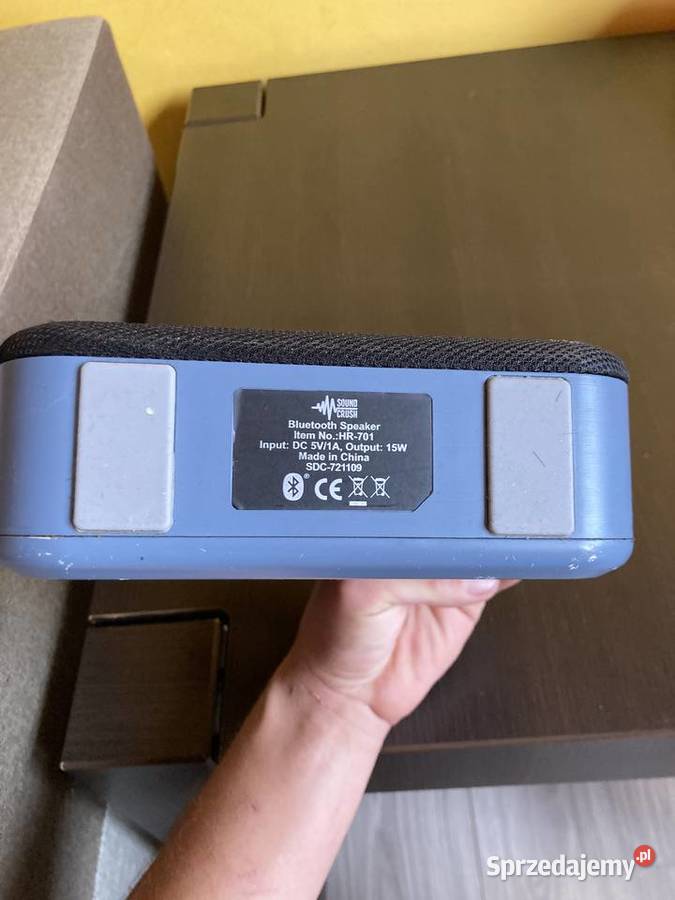 SOUND
CRUSH
Bluetooth Speaker
Item No.:HR-701
Input: DC 5V/1A, Output: 15W
Made in China
SDC-721109
CE
Sprzedajemy.pl